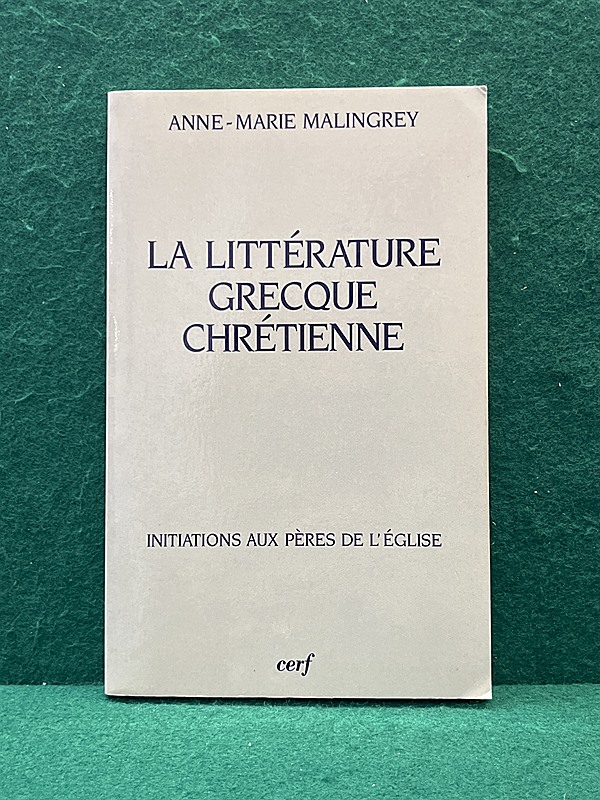 ANNE-MARIE MALINGREY
LA LITTÉRATURE
GRECQUE
CHRÉTIENNE
INITIATIONS AUX PÈRES DE L'ÉGLISE
cerf